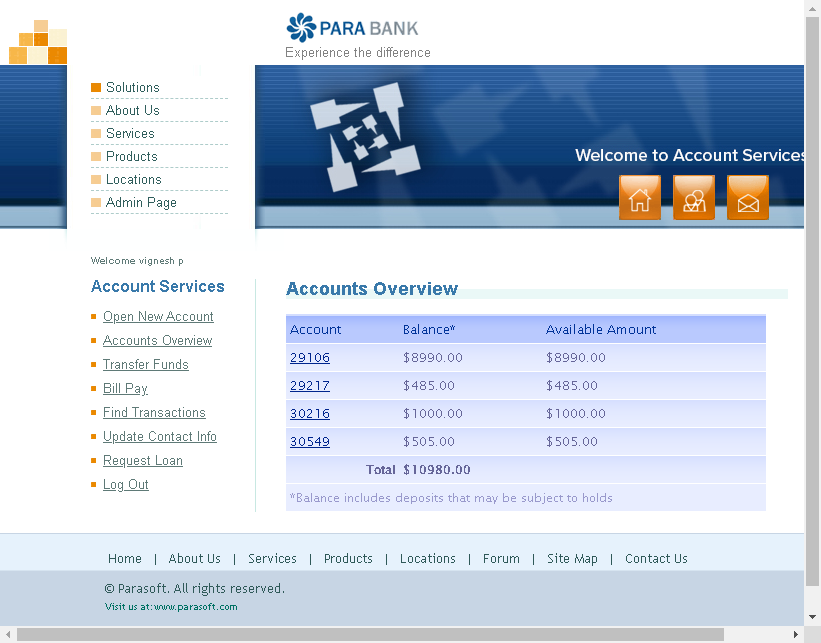 PARA BANK
Experience the difference
Solutions
About Us
Services
Products
Locations
Admin Page
Welcome to Account Services
Welcome vignesh p
Account Services
Open New Account
Accounts Overview
Transfer Funds
Bill Pay
Find Transactions
Update Contact Info
Request Loan
Log Out
Accounts Overview
Account Balance* Available Amount
29106 $8990.00 $8990.00
29217 $485.00 $485.00
30216 $1000.00 $1000.00
30549 $505.00 $505.00
Total $10980.00
*Balance includes deposits that may be subject to holds
Home | About Us | Services | Products | Locations | Forum | Site Map | Contact Us
© Parasoft. All rights reserved.
Visit us at:www.parasoft.com